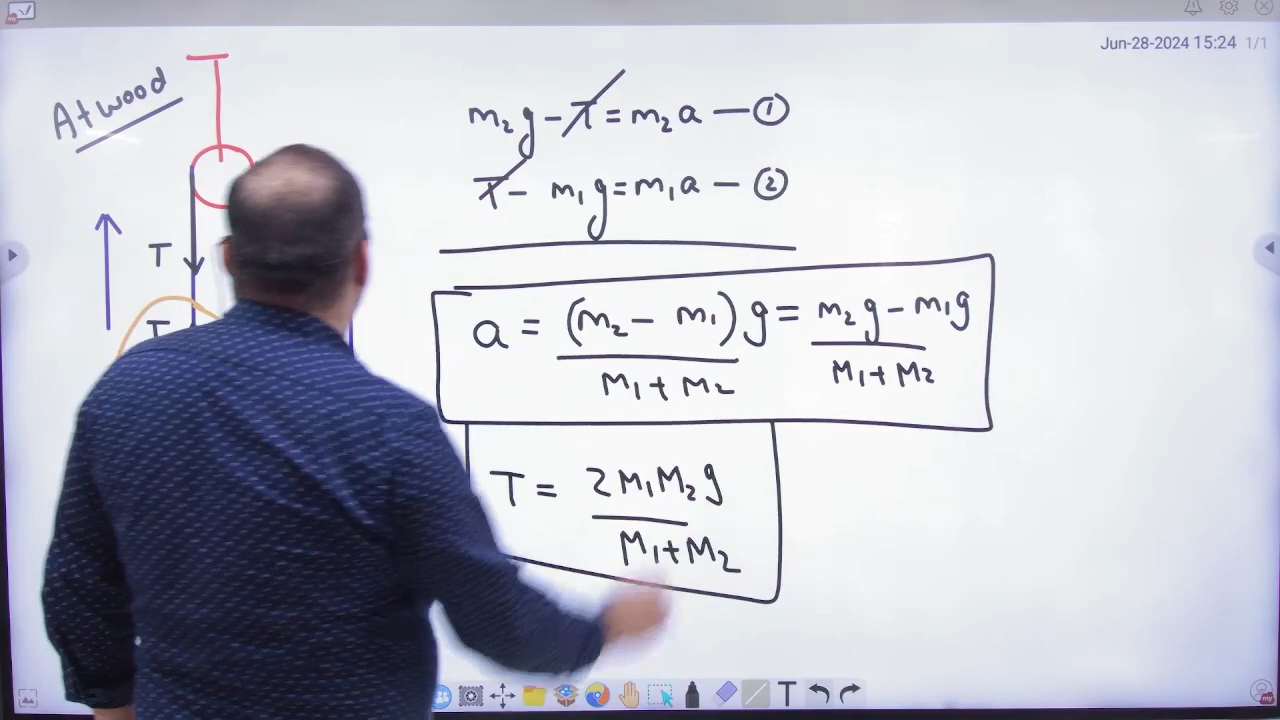 Jun-28-2024 15:24 1/1
Atwood
m₂g - T = m₂a — ①
T - m₁g = m₁a — ②
T
T
a = (m₂ - m₁)g / M₁ + M₂ = m₂g - m₁g / M₁ + M₂
T = 2M₁M₂g / M₁ + M₂
T